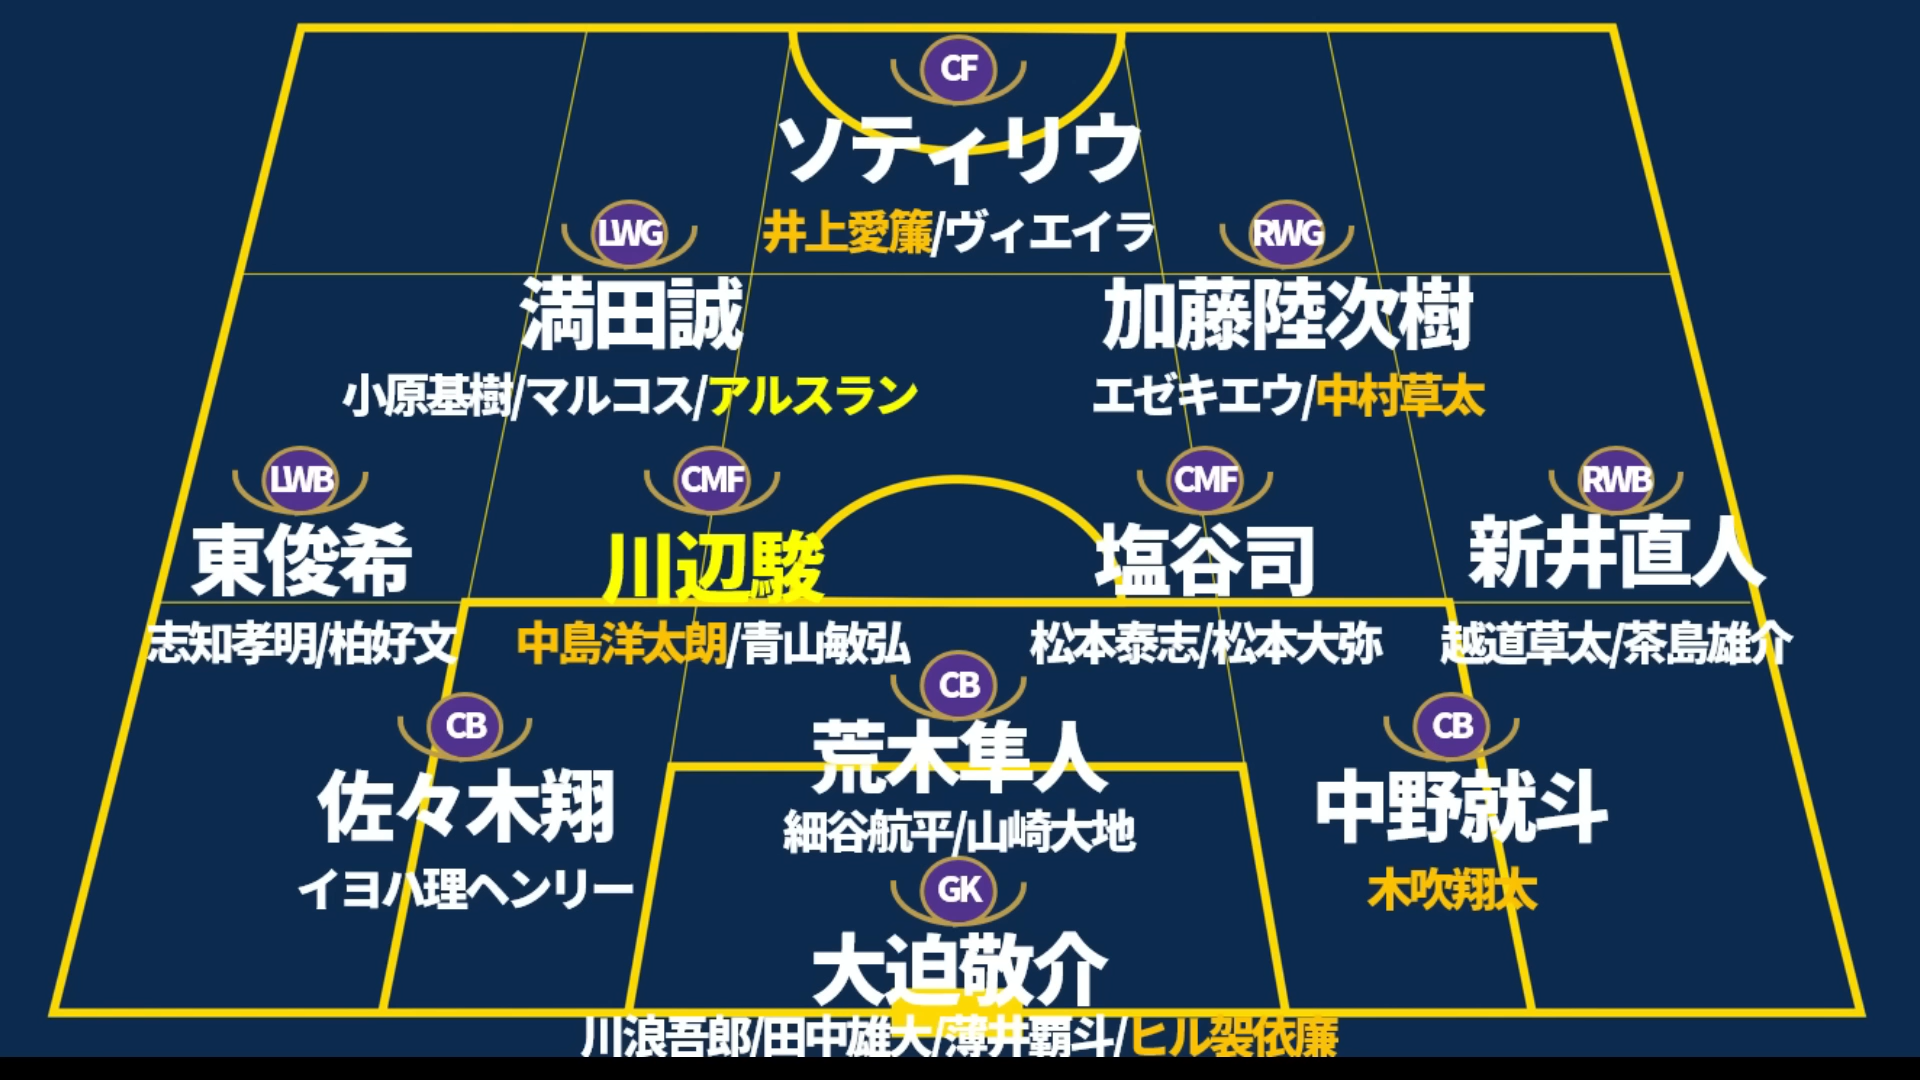 CF
ソティリウ
井上愛簾/ヴィエイラ
LWG
満田誠
小原基樹/マルコス/アルスラン
RWG
加藤陸次樹
エゼキエウ/中村草太
LWB
東俊希
志知孝明/柏好文
CMF
川辺駿
中島洋太朗/青山敏弘
CMF
塩谷司
松本泰志/松本大弥
RWB
新井直人
越道草太/茶島雄介
CB
佐々木翔
イヨハ理ヘンリー
CB
荒木隼人
細谷航平/山崎大地
CB
中野就斗
木吹翔太
GK
大迫敬介
川浪吾郎/田中雄大/薄井覇斗/ヒル袈依廉